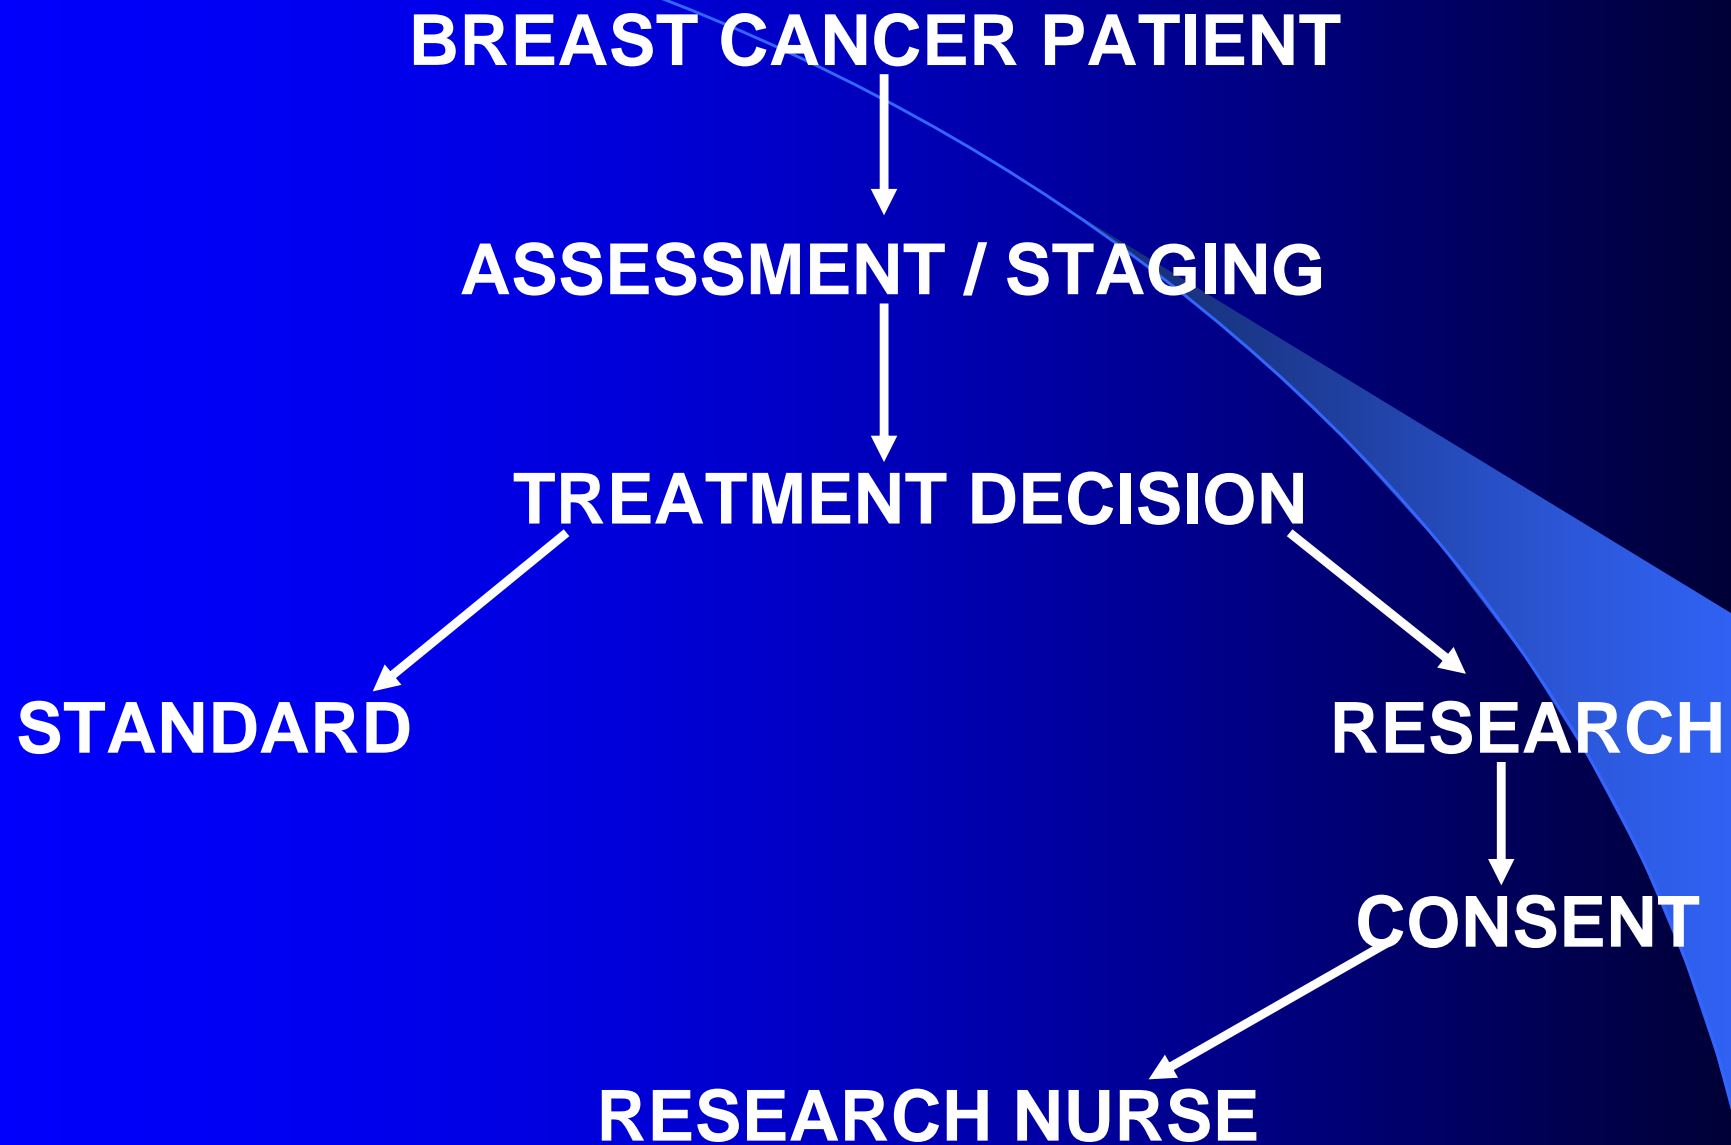 BREAST CANCER PATIENT
ASSESSMENT / STAGING
TREATMENT DECISION
STANDARD
RESEARCH
CONSENT
RESEARCH NURSE